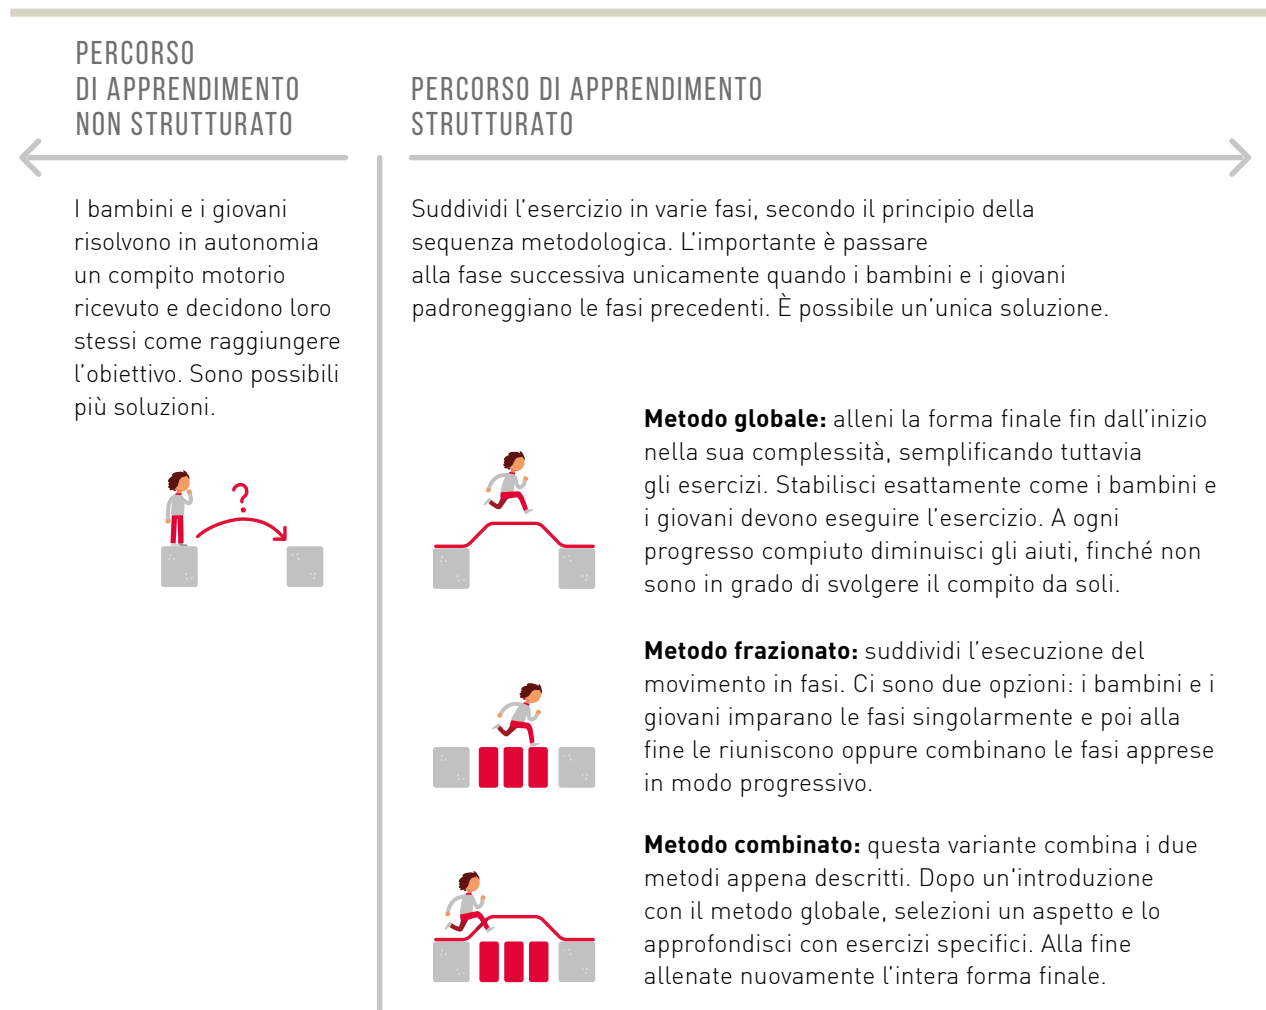 PERCORSO
DI APPRENDIMENTO
NON STRUTTURATO
I bambini e i giovani
risolvono in autonomia
un compito motorio
ricevuto e decidono loro
stessi come raggiungere
l'obiettivo. Sono possibili
più soluzioni.
?
PERCORSO DI APPRENDIMENTO
STRUTTURATO
Suddividi l'esercizio in varie fasi, secondo il principio della
sequenza metodologica. L'importante è passare
alla fase successiva unicamente quando i bambini e i giovani
padroneggiano le fasi precedenti. È possibile un'unica soluzione.
Metodo globale: alleni la forma finale fin dall'inizio
nella sua complessità, semplificando tuttavia
gli esercizi. Stabilisci esattamente come i bambini e
i giovani devono eseguire l'esercizio. A ogni
progresso compiuto diminuisci gli aiuti, finché non
sono in grado di svolgere il compito da soli.
Metodo frazionato: suddividi l'esecuzione del
movimento in fasi. Ci sono due opzioni: i bambini e i
giovani imparano le fasi singolarmente e poi alla
fine le riuniscono oppure combinano le fasi apprese
in modo progressivo.
Metodo combinato: questa variante combina i due
metodi appena descritti. Dopo un'introduzione
con il metodo globale, selezioni un aspetto e lo
approfondisci con esercizi specifici. Alla fine
allenate nuovamente l'intera forma finale.